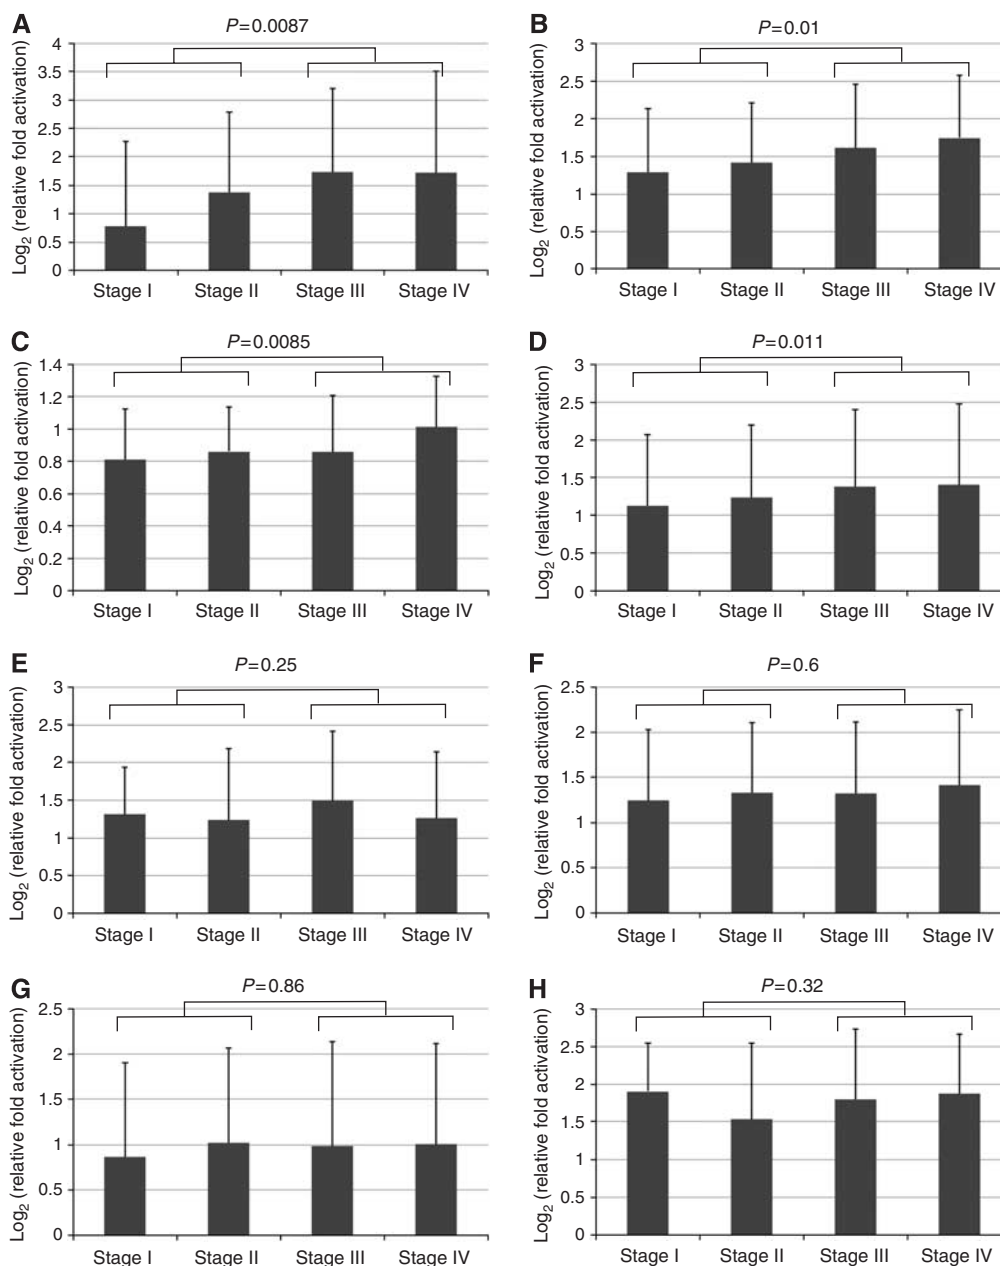 A
P=0.0087
Log2 (relative fold activation)
4
3.5
3
2.5
2
1.5
1
0.5
0
Stage I Stage II Stage III Stage IV
B
P=0.01
Log2 (relative fold activation)
3
2.5
2
1.5
1
0.5
0
Stage I Stage II Stage III Stage IV
C
P=0.0085
Log2 (relative fold activation)
1.4
1.2
1
0.8
0.6
0.4
0.2
0
Stage I Stage II Stage III Stage IV
D
P=0.011
Log2 (relative fold activation)
3
2.5
2
1.5
1
0.5
0
Stage I Stage II Stage III Stage IV
E
P=0.25
Log2 (relative fold activation)
3
2.5
2
1.5
1
0.5
0
Stage I Stage II Stage III Stage IV
F
P=0.6
Log2 (relative fold activation)
2.5
2
1.5
1
0.5
0
Stage I Stage II Stage III Stage IV
G
P=0.86
Log2 (relative fold activation)
2.5
2
1.5
1
0.5
0
Stage I Stage II Stage III Stage IV
H
P=0.32
Log2 (relative fold activation)
3
2.5
2
1.5
1
0.5
0
Stage I Stage II Stage III Stage IV